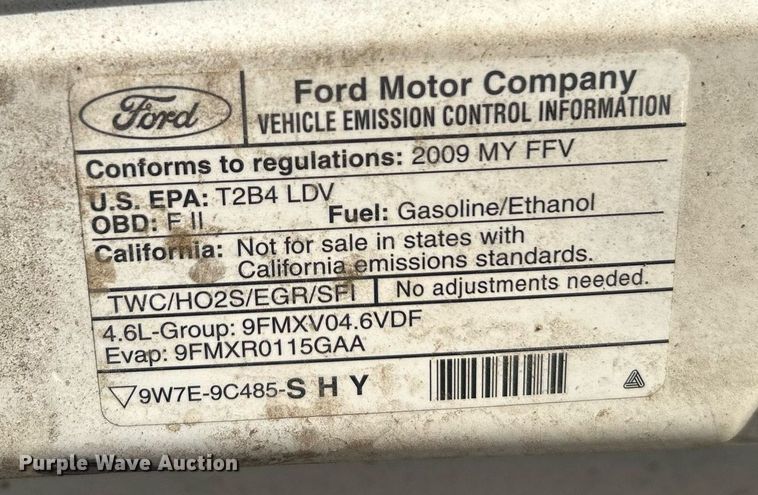 Ford
Ford Motor Company
VEHICLE EMISSION CONTROL INFORMATION
Conforms to regulations: 2009 MY FFV
U.S. EPA: T2B4 LDV
OBD: F II Fuel: Gasoline/Ethanol
California: Not for sale in states with
California emissions standards.
TWC/HO2S/EGR/SFI No adjustments needed.
4.6L-Group: 9FMXV04.6VDF
Evap: 9FMXR0115GAA
9W7E-9C485-SHY
Purple Wave Auction